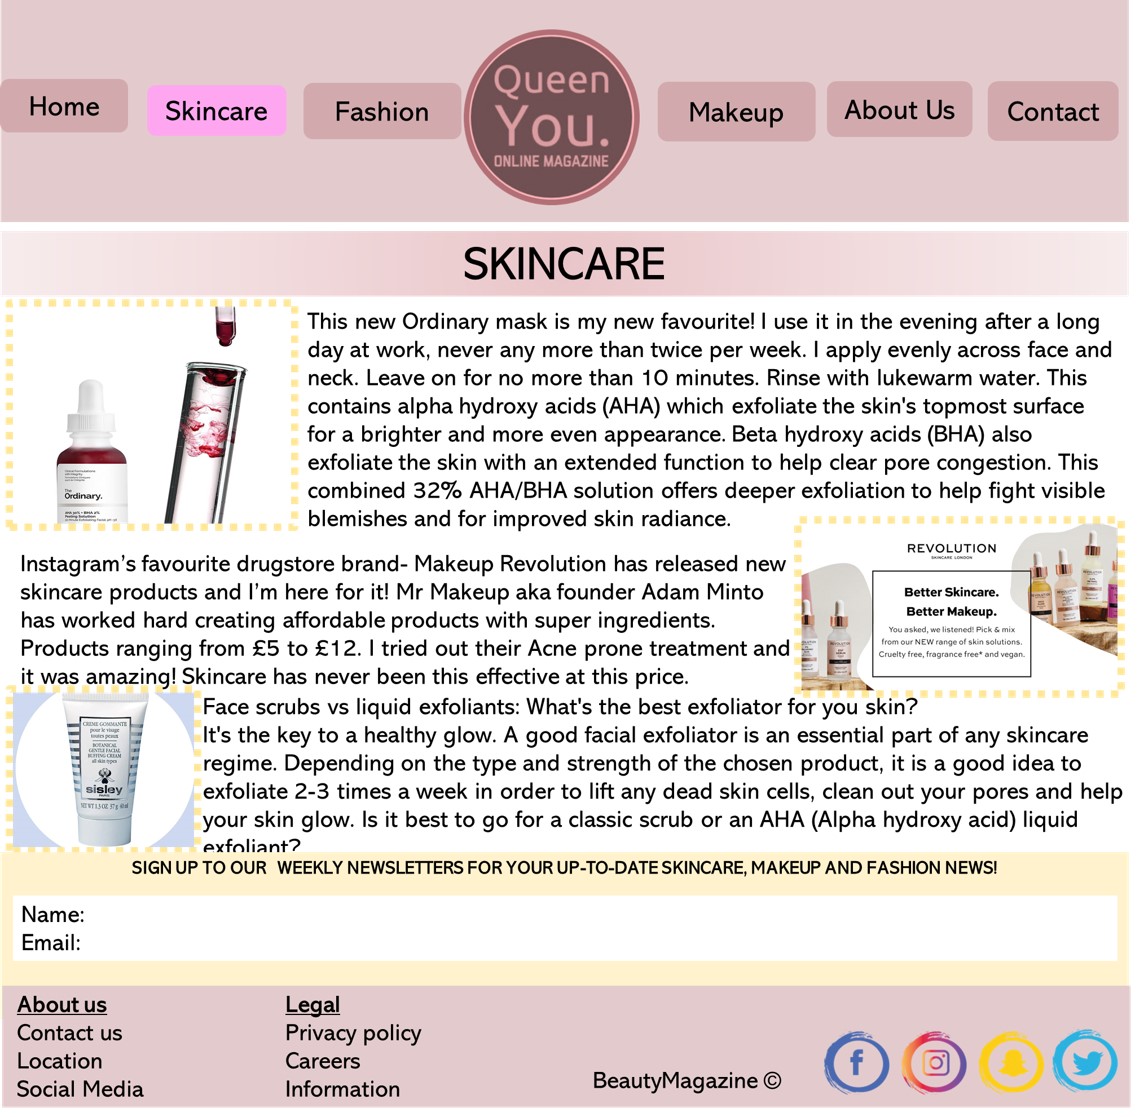 Home
Skincare
Fashion
Queen
You.
ONLINE MAGAZINE
Makeup
About Us
Contact
SKINCARE
This new Ordinary mask is my new favourite! I use it in the evening after a long
day at work, never any more than twice per week. I apply evenly across face and
neck. Leave on for no more than 10 minutes. Rinse with lukewarm water. This
contains alpha hydroxy acids (AHA) which exfoliate the skin's topmost surface
for a brighter and more even appearance. Beta hydroxy acids (BHA) also
exfoliate the skin with an extended function to help clear pore congestion. This
combined 32% AHA/BHA solution offers deeper exfoliation to help fight visible
blemishes and for improved skin radiance.
The
Ordinary.
AHA 30% + BHA 2%
Peeling Solution
Instagram's favourite drugstore brand- Makeup Revolution has released new
skincare products and I'm here for it! Mr Makeup aka founder Adam Minto
has worked hard creating affordable products with super ingredients.
Products ranging from £5 to £12. I tried out their Acne prone treatment and
it was amazing! Skincare has never been this effective at this price.
REVOLUTION
SKINCARE LONDON
Better Skincare.
Better Makeup.
You asked, we listened! Pick & mix
from our NEW range of skin solutions.
Cruelty free, fragrance free* and vegan.
CRÈME GOMMANTE
pour le visage
toutes peaux
BOTANICAL
GENTLE FACIAL
BUFFING CREAM
all skin types
sisley
PARIS
NET WT 1.3 OZ. 37 g 40 ml
Face scrubs vs liquid exfoliants: What's the best exfoliator for you skin?
It's the key to a healthy glow. A good facial exfoliator is an essential part of any skincare
regime. Depending on the type and strength of the chosen product, it is a good idea to
exfoliate 2-3 times a week in order to lift any dead skin cells, clean out your pores and help
your skin glow. Is it best to go for a classic scrub or an AHA (Alpha hydroxy acid) liquid
exfoliant?
SIGN UP TO OUR WEEKLY NEWSLETTERS FOR YOUR UP-TO-DATE SKINCARE, MAKEUP AND FASHION NEWS!
Name:
Email:
About us
Contact us
Location
Social Media
Legal
Privacy policy
Careers
Information
BeautyMagazine ©